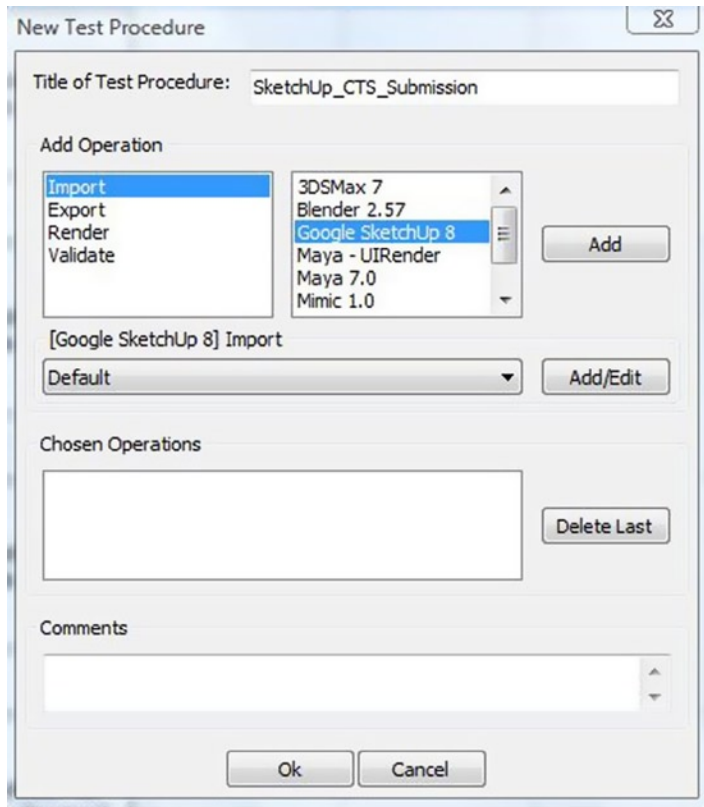 New Test Procedure
Title of Test Procedure: SketchUp_CTS_Submission
Add Operation
Import
Export
Render
Validate
3DSMax 7
Blender 2.57
Google SketchUp 8
Maya - UIRender
Maya 7.0
Mimic 1.0
Add
[Google SketchUp 8] Import
Default
Add/Edit
Chosen Operations
Delete Last
Comments
Ok
Cancel